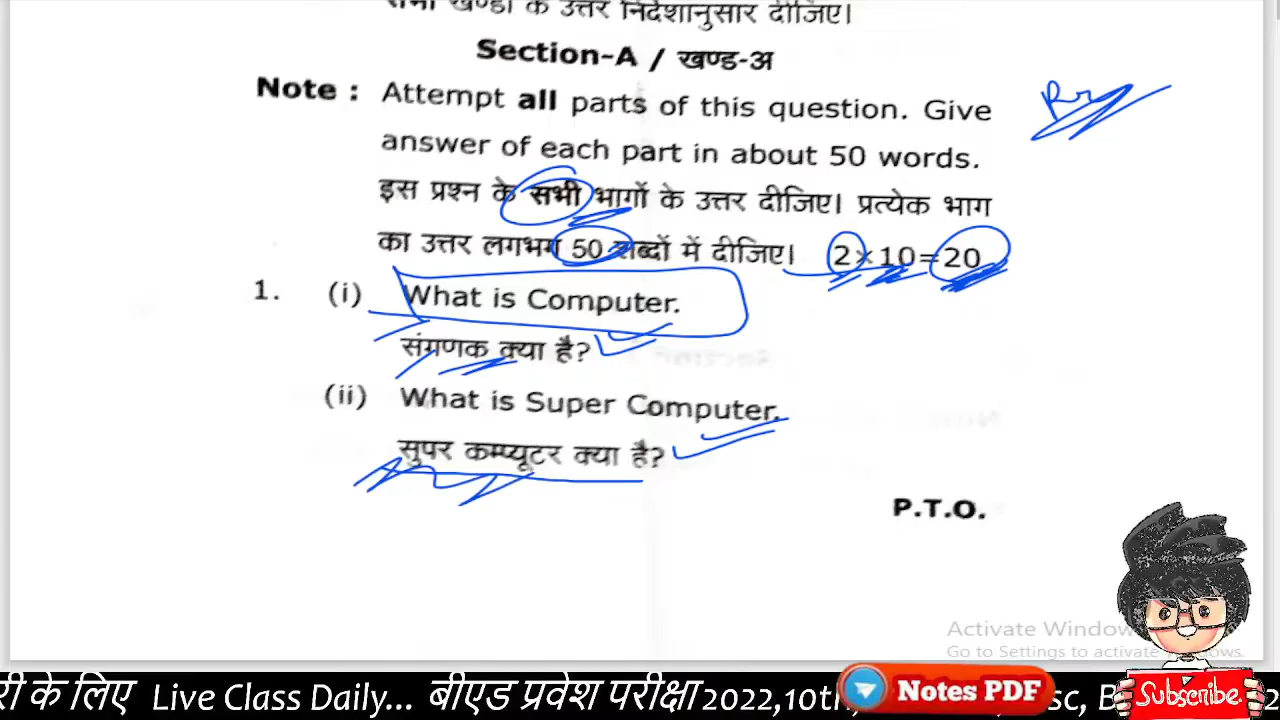 सभी खण्डों के उत्तर निर्देशानुसार दीजिए।
Section-A / खण्ड-अ
Note : Attempt all parts of this question. Give
answer of each part in about 50 words.
इस प्रश्न के सभी भागों के उत्तर दीजिए। प्रत्येक भाग
का उत्तर लगभग 50 शब्दों में दीजिए। 2×10=20
1. (i) What is Computer.
संगणक क्या है?
(ii) What is Super Computer.
सुपर कम्प्यूटर क्या है?
P.T.O.
Activate Window
Go to Settings to activate
री के लिए Live Class Daily... बीएड प्रवेश परीक्षा 2022,10th,
Notes PDF
Subscribe